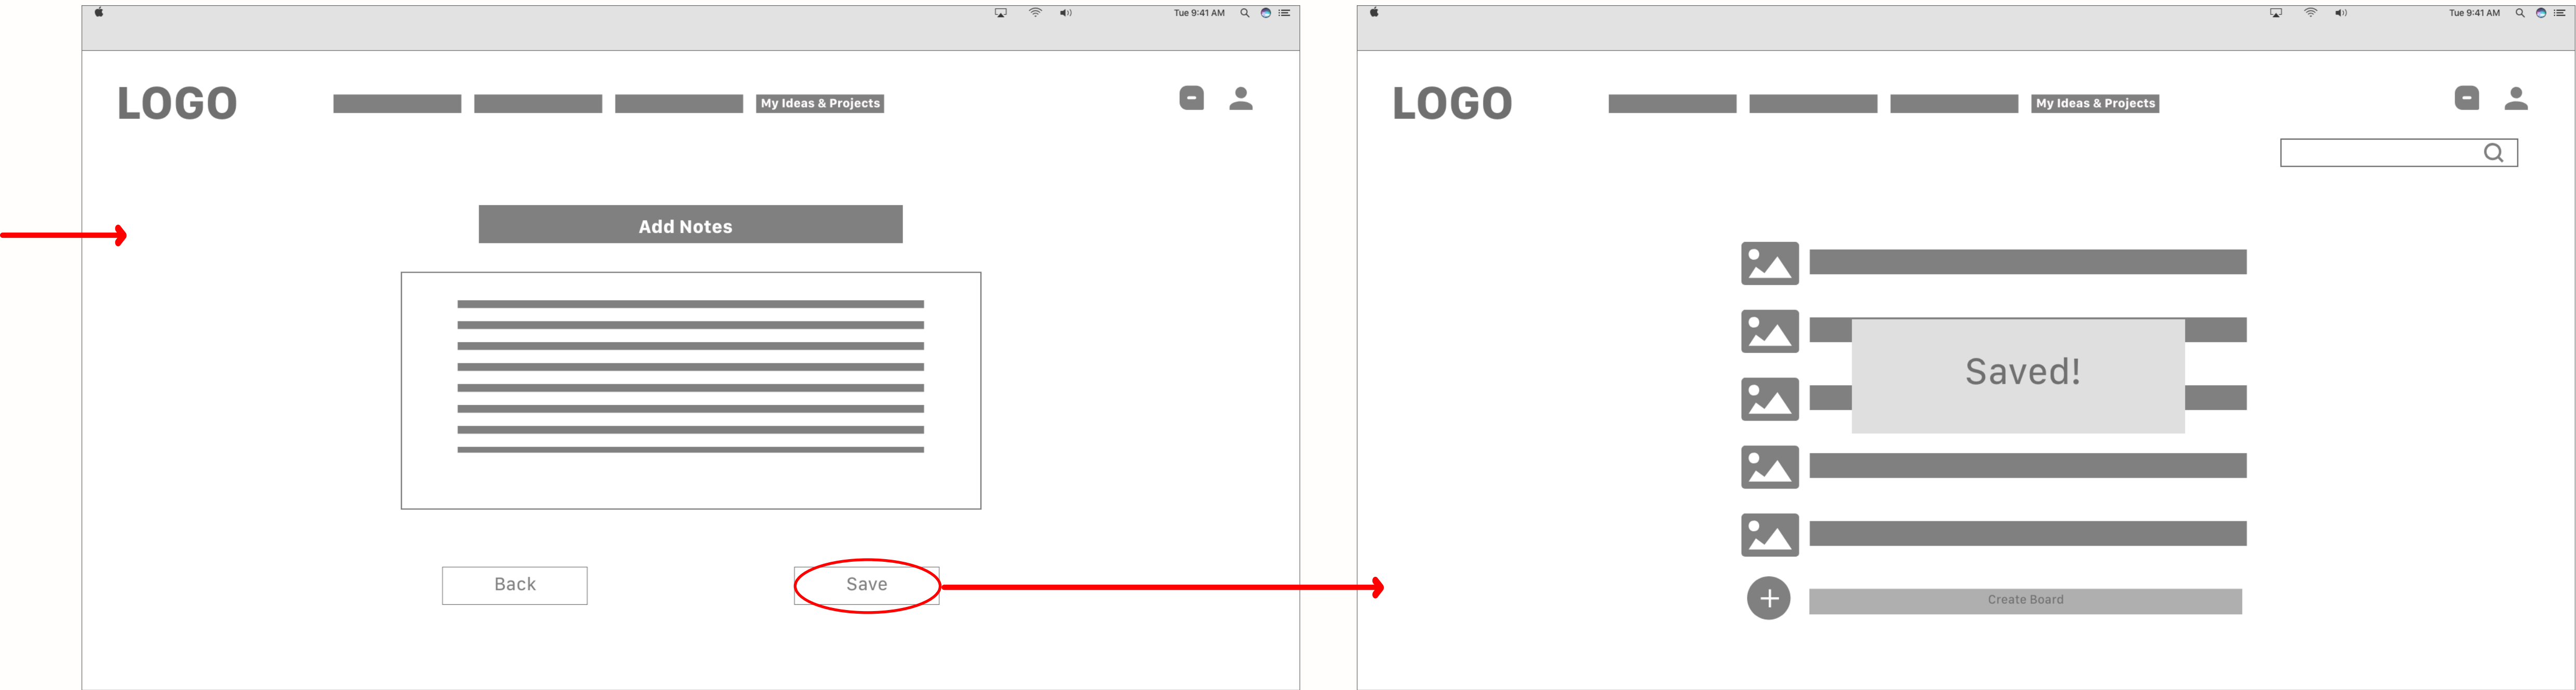 Tue 9:41 AM
LOGO
My Ideas & Projects
Add Notes
Back
Save
Tue 9:41 AM
LOGO
My Ideas & Projects
Saved!
Create Board